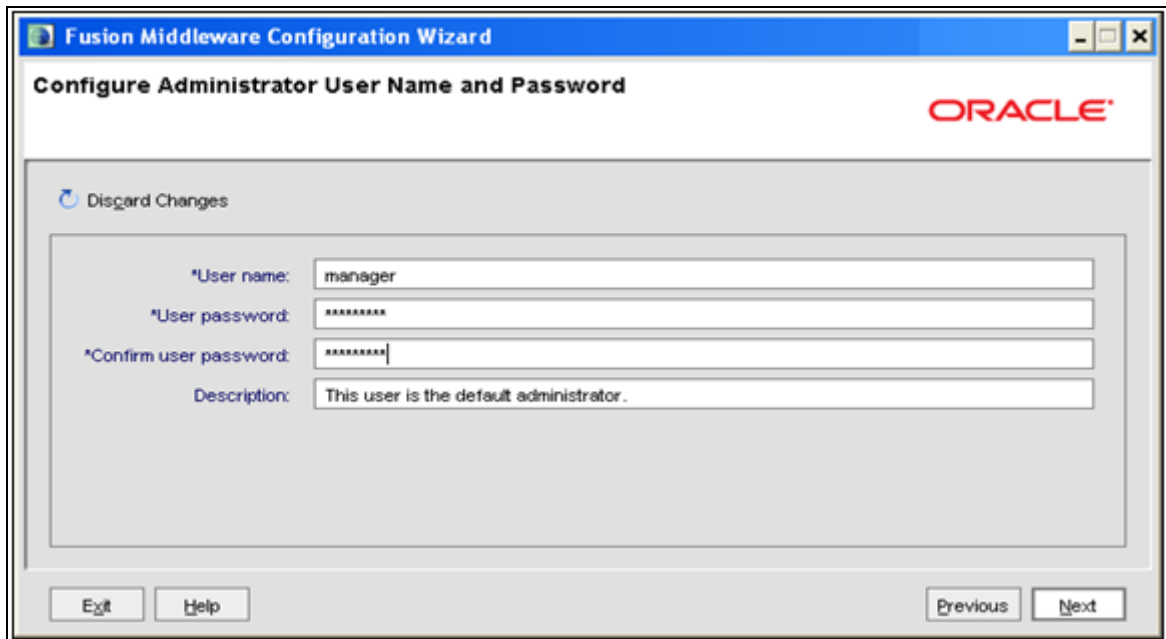 Fusion Middleware Configuration Wizard
Configure Administrator User Name and Password
ORACLE
Discard Changes
*User name: manager
*User password: *********
*Confirm user password: *********
Description: This user is the default administrator.
Exit Help Previous Next